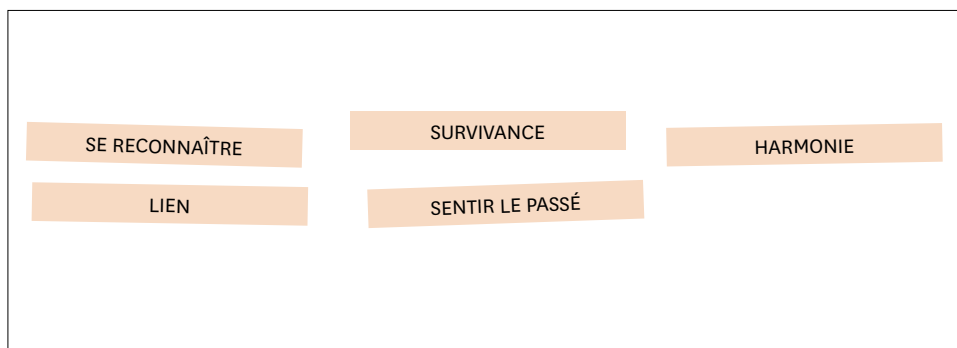 SE RECONNAÎTRE
SURVIVANCE
HARMONIE
LIEN
SENTIR LE PASSÉ